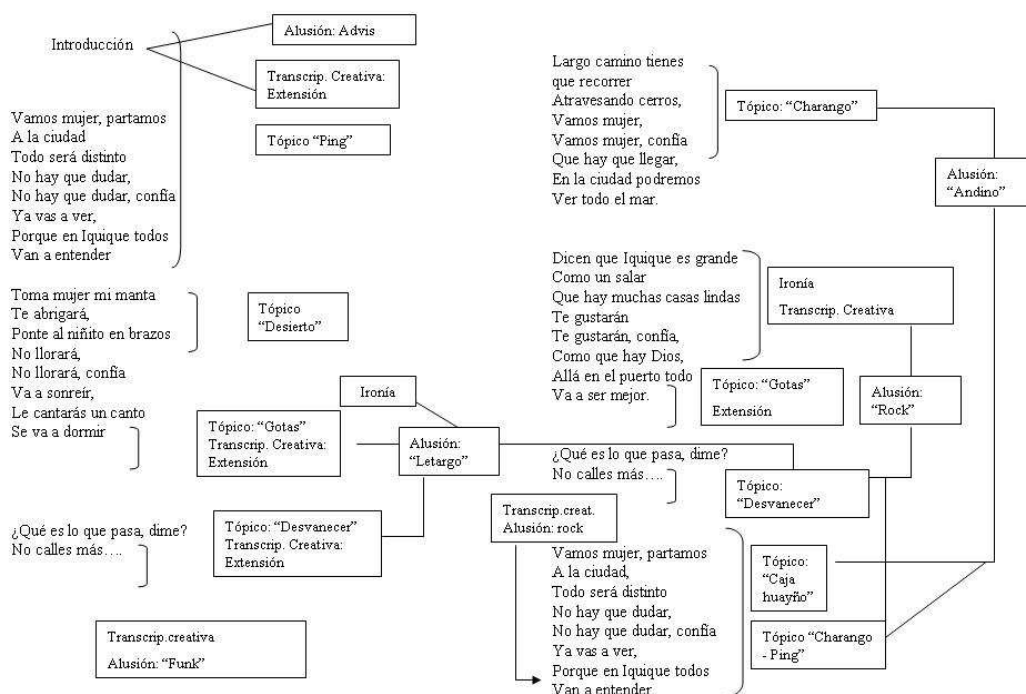 Introducción
Alusión: Advis
Transcrip. Creativa:
Extensión
Tópico “Ping”
Vamos mujer, partamos
A la ciudad
Todo será distinto
No hay que dudar,
No hay que dudar, confía
Ya vas a ver,
Porque en Iquique todos
Van a entender
Toma mujer mi manta
Te abrigará,
Ponte al niñito en brazos
No llorará,
No llorará, confía
Va a sonreír,
Le cantarás un canto
Se va a dormir
Tópico
“Desierto”
Ironía
Tópico: “Gotas”
Transcrip. Creativa:
Extensión
Alusión:
“Letargo”
¿Qué es lo que pasa, dime?
No calles más....
Tópico: “Desvanecer”
Transcrip. Creativa:
Extensión
Transcrip.creativa
Alusión: “Funk”
Largo camino tienes
que recorrer
Atravesando cerros,
Vamos mujer,
Vamos mujer, confía
Que hay que llegar,
En la ciudad podremos
Ver todo el mar.
Tópico: “Charango”
Alusión:
“Andino”
Dicen que Iquique es grande
Como un salar
Que hay muchas casas lindas
Te gustarán
Te gustarán, confía,
Como que hay Dios,
Allá en el puerto todo
Va a ser mejor.
Ironía
Transcrip. Creativa
Tópico: “Gotas”
Extensión
Alusión:
“Rock”
¿Qué es lo que pasa, dime?
No calles más....
Tópico:
“Desvanecer”
Transcrip.creat.
Alusión: rock
Vamos mujer, partamos
A la ciudad,
Todo será distinto
No hay que dudar,
No hay que dudar, confía
Ya vas a ver,
Porque en Iquique todos
Van a entender
Tópico:
“Caja
huayño”
Tópico “Charango
- Ping”